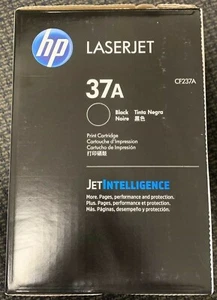 hp
LASERJET
37A
CF237A
Black Tinta Negra
Noire 黑色
Print Cartridge
Cartouche d'impression
Cartucho de impresión
打印硒鼓
JETINTELLIGENCE
More. Pages, performance and protection.
Plus. Pages, performance et protection.
Más. Páginas, desempeño y protección.